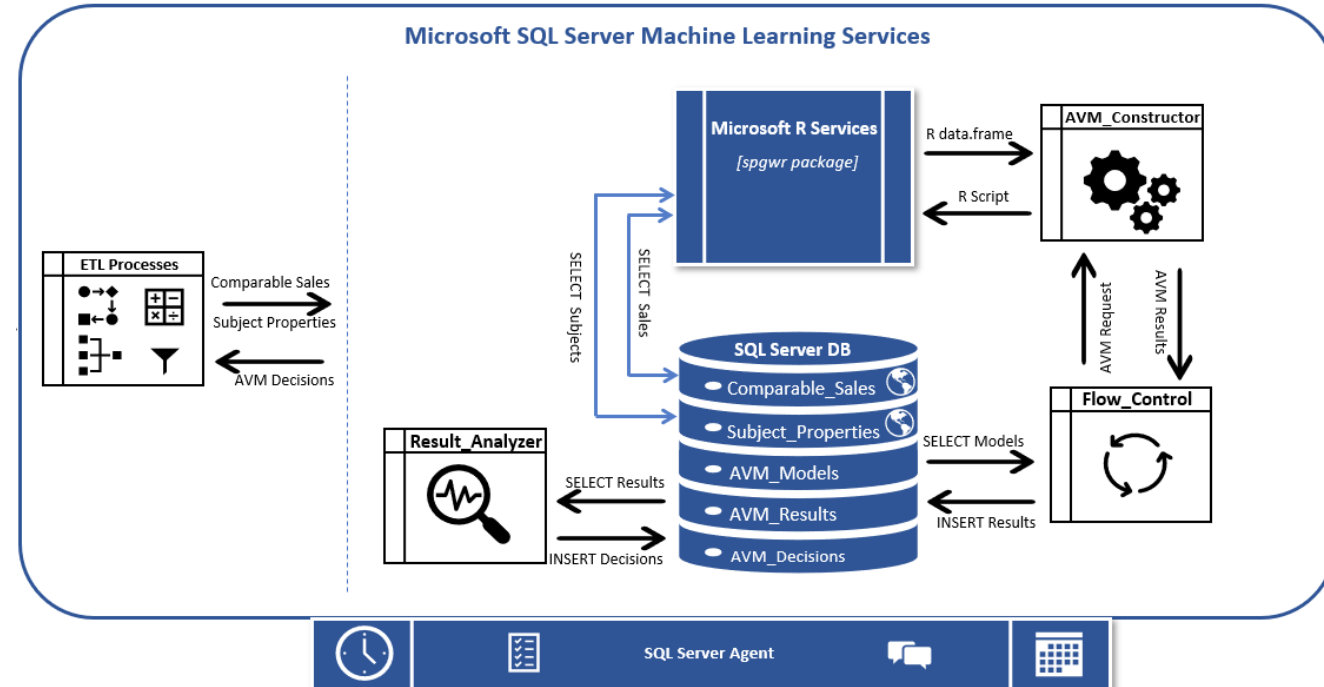 Microsoft SQL Server Machine Learning Services
ETL Processes
Comparable Sales
Subject Properties
AVM Decisions
Microsoft R Services
[spgwr package]
R data.frame
R Script
AVM_Constructor
SELECT Subjects
SELECT Sales
AVM Request
AVM Results
SQL Server DB
Comparable_Sales
Subject_Properties
AVM_Models
AVM_Results
AVM_Decisions
Flow_Control
SELECT Models
INSERT Results
Result_Analyzer
SELECT Results
INSERT Decisions
SQL Server Agent